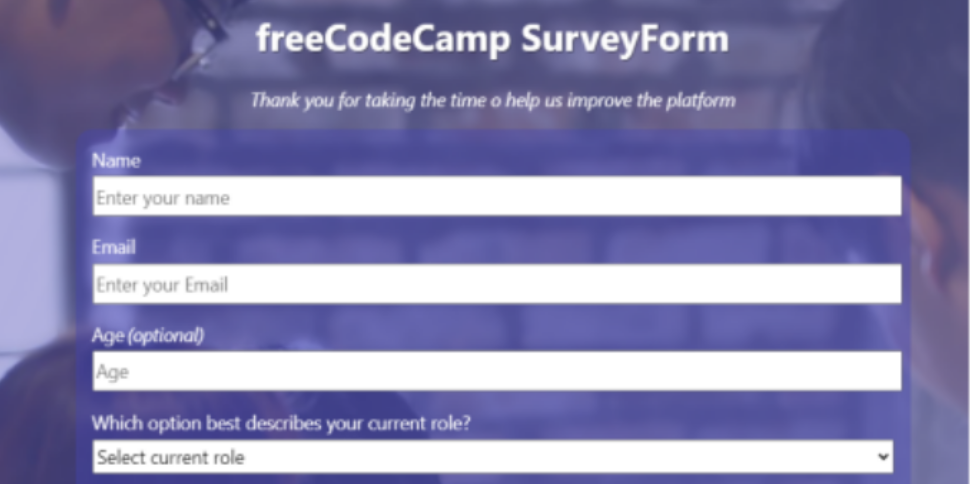 freeCodeCamp SurveyForm
Thank you for taking the time o help us improve the platform
Name
Enter your name
Email
Enter your Email
Age (optional)
Age
Which option best describes your current role?
Select current role